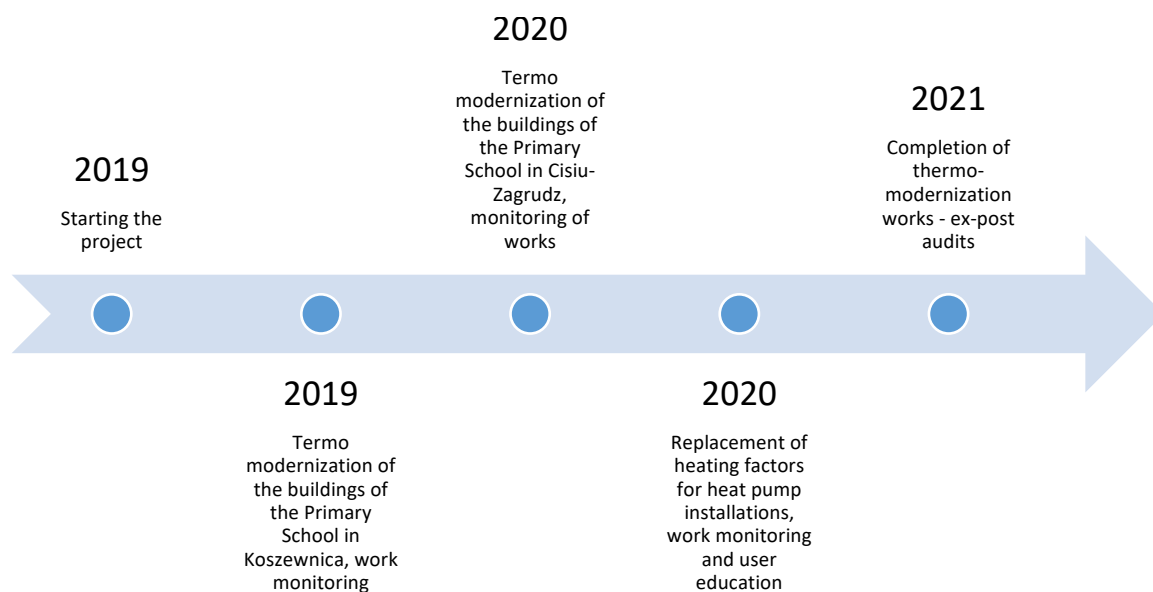 2019
Starting the
project
2019
Termo
modernization of
the buildings of
the Primary
School in
Koszewnica, work
monitoring
2020
Termo
modernization of
the buildings of
the Primary
School in Cisiu-
Zagrudz,
monitoring of
works
2020
Replacement of
heating factors
for heat pump
installations,
work monitoring
and user
education
2021
Completion of
thermo-
modernization
works - ex-post
audits